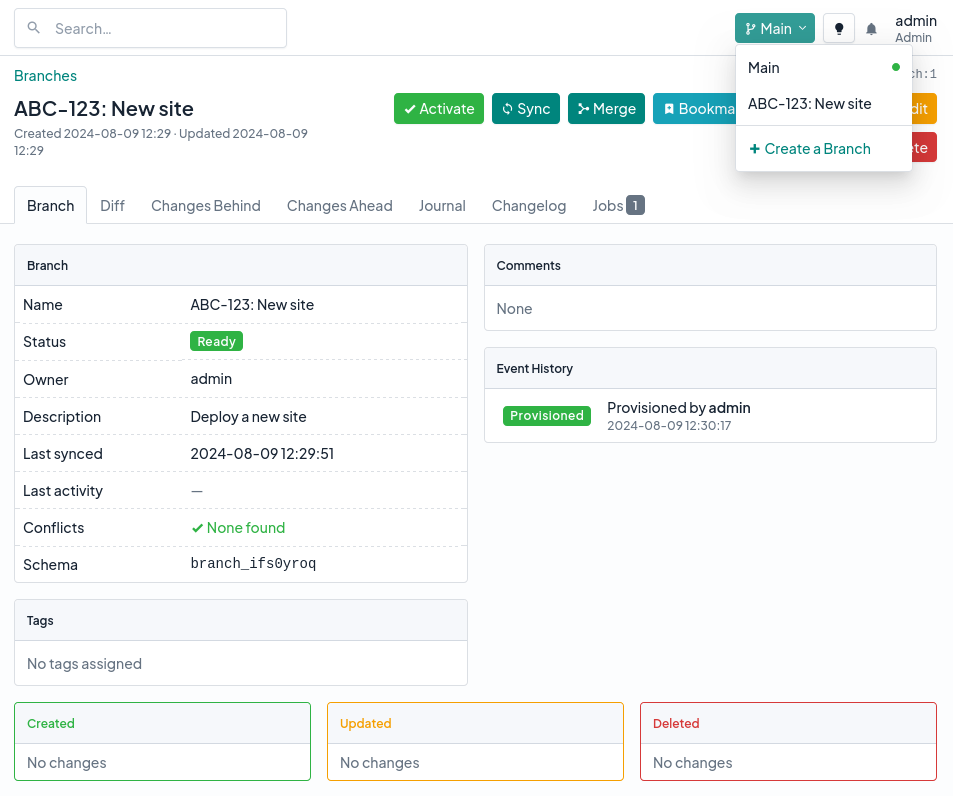 Search...
Main
admin
Admin
Main
ABC-123: New site
Create a Branch
Branches
ch:1
ABC-123: New site
Created 2024-08-09 12:29 · Updated 2024-08-09
12:29
Activate
Sync
Merge
Bookma
dit
te
Branch
Diff
Changes Behind
Changes Ahead
Journal
Changelog
Jobs 1
Branch
Name ABC-123: New site
Status Ready
Owner admin
Description Deploy a new site
Last synced 2024-08-09 12:29:51
Last activity —
Conflicts None found
Schema branch_ifs0yroq
Comments
None
Event History
Provisioned
Provisioned by admin
2024-08-09 12:30:17
Tags
No tags assigned
Created
No changes
Updated
No changes
Deleted
No changes